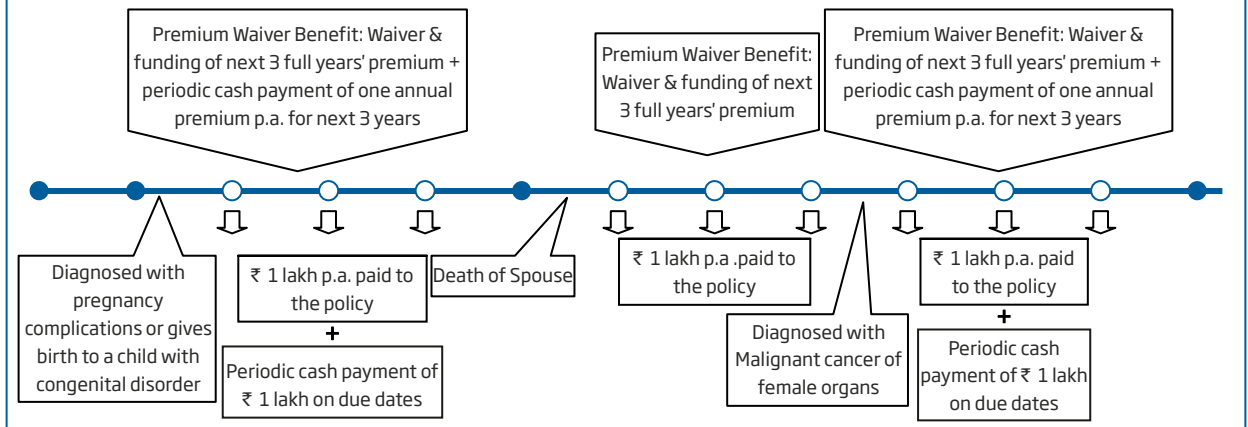 Premium Waiver Benefit: Waiver &
funding of next 3 full years' premium +
periodic cash payment of one annual
premium p.a. for next 3 years
Premium Waiver Benefit:
Waiver & funding of next
3 full years' premium
Premium Waiver Benefit: Waiver &
funding of next 3 full years' premium +
periodic cash payment of one annual
premium p.a. for next 3 years
Diagnosed with
pregnancy
complications or gives
birth to a child with
congenital disorder
₹ 1 lakh p.a. paid to
the policy
+
Periodic cash payment of
₹ 1 lakh on due dates
Death of Spouse
₹ 1 lakh p.a .paid to
the policy
Diagnosed with
Malignant cancer of
female organs
₹ 1 lakh p.a. paid
to the policy
+
Periodic cash
payment of ₹ 1 lakh
on due dates